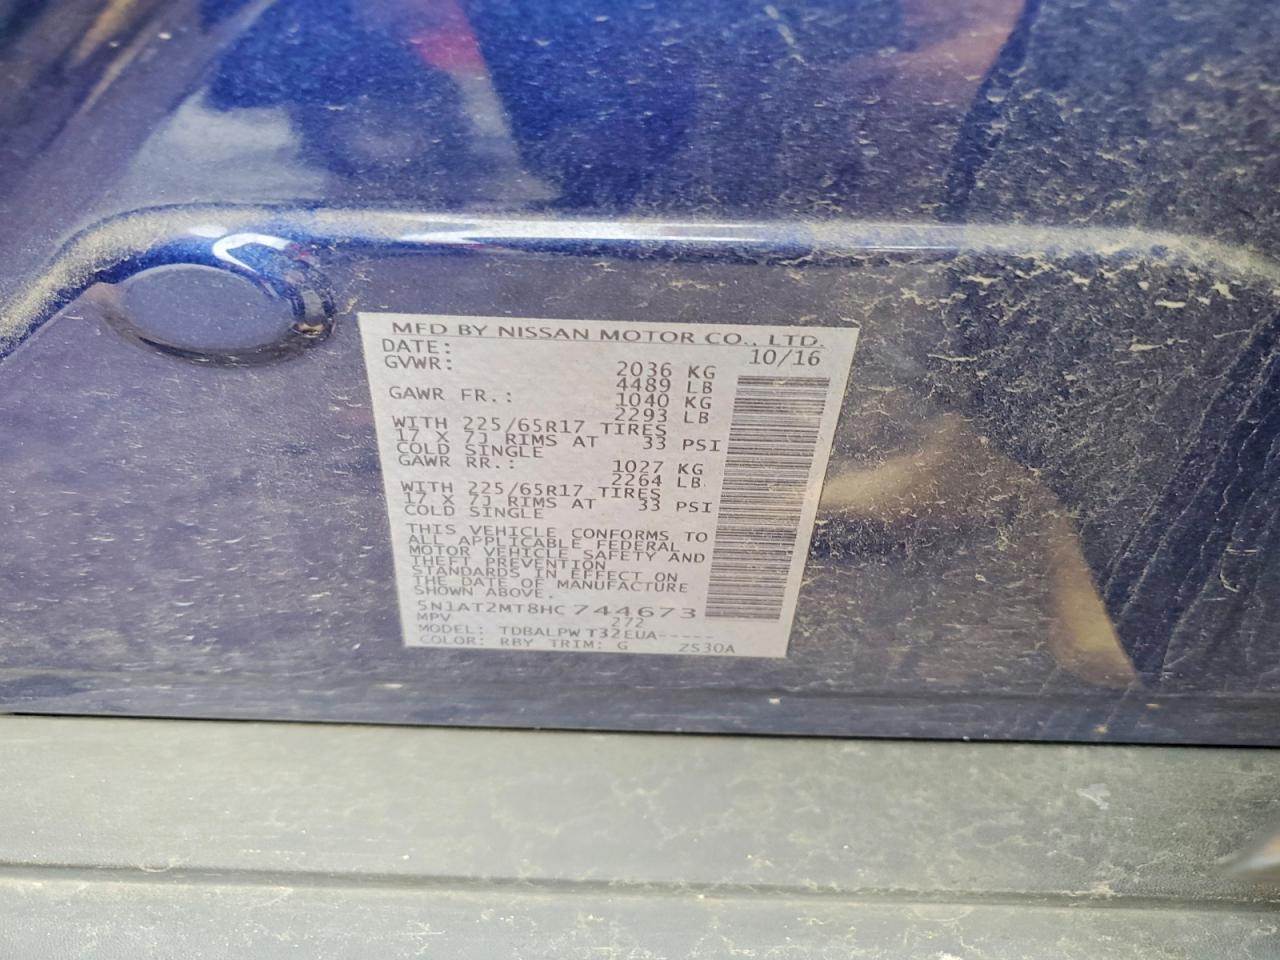 MFD BY NISSAN MOTOR CO., LTD.
DATE: 10/16
GVWR: 2036 KG
4489 LB
GAWR FR.: 1040 KG
2293 LB
WITH 225/65R17 TIRES
17 X 7J RIMS AT 33 PSI
COLD SINGLE
GAWR RR.: 1027 KG
2264 LB
WITH 225/65R17 TIRES
17 X 7J RIMS AT 33 PSI
COLD SINGLE
THIS VEHICLE CONFORMS TO
ALL APPLICABLE FEDERAL
MOTOR VEHICLE SAFETY AND
THEFT PREVENTION
STANDARDS IN EFFECT ON
THE DATE OF MANUFACTURE
SHOWN ABOVE.
5N1AT2MT8HC744673
MPV 272
MODEL: TDBALPWT32EUA-----
COLOR: RBY TRIM: G ZS30A